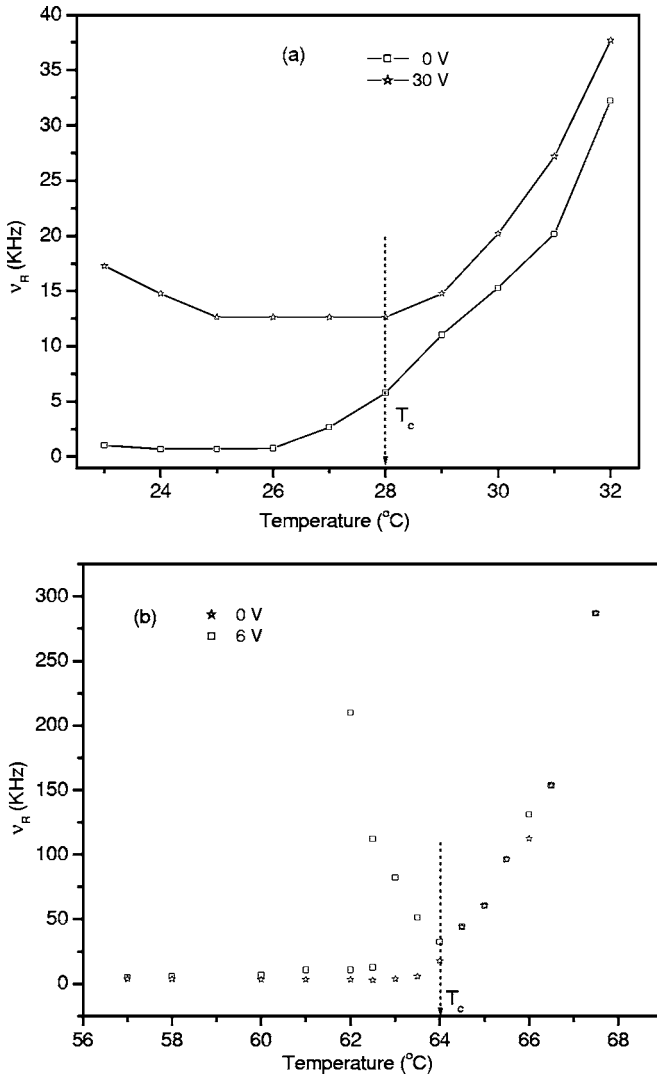 (a)
0 V
30 V
40
35
30
25
20
15
10
5
0
ν_R (KHz)
T_c
24 26 28 30 32
Temperature (°C)
(b)
0 V
6 V
300
250
200
150
100
50
0
ν_R (KHz)
T_c
56 58 60 62 64 66 68
Temperature (°C)